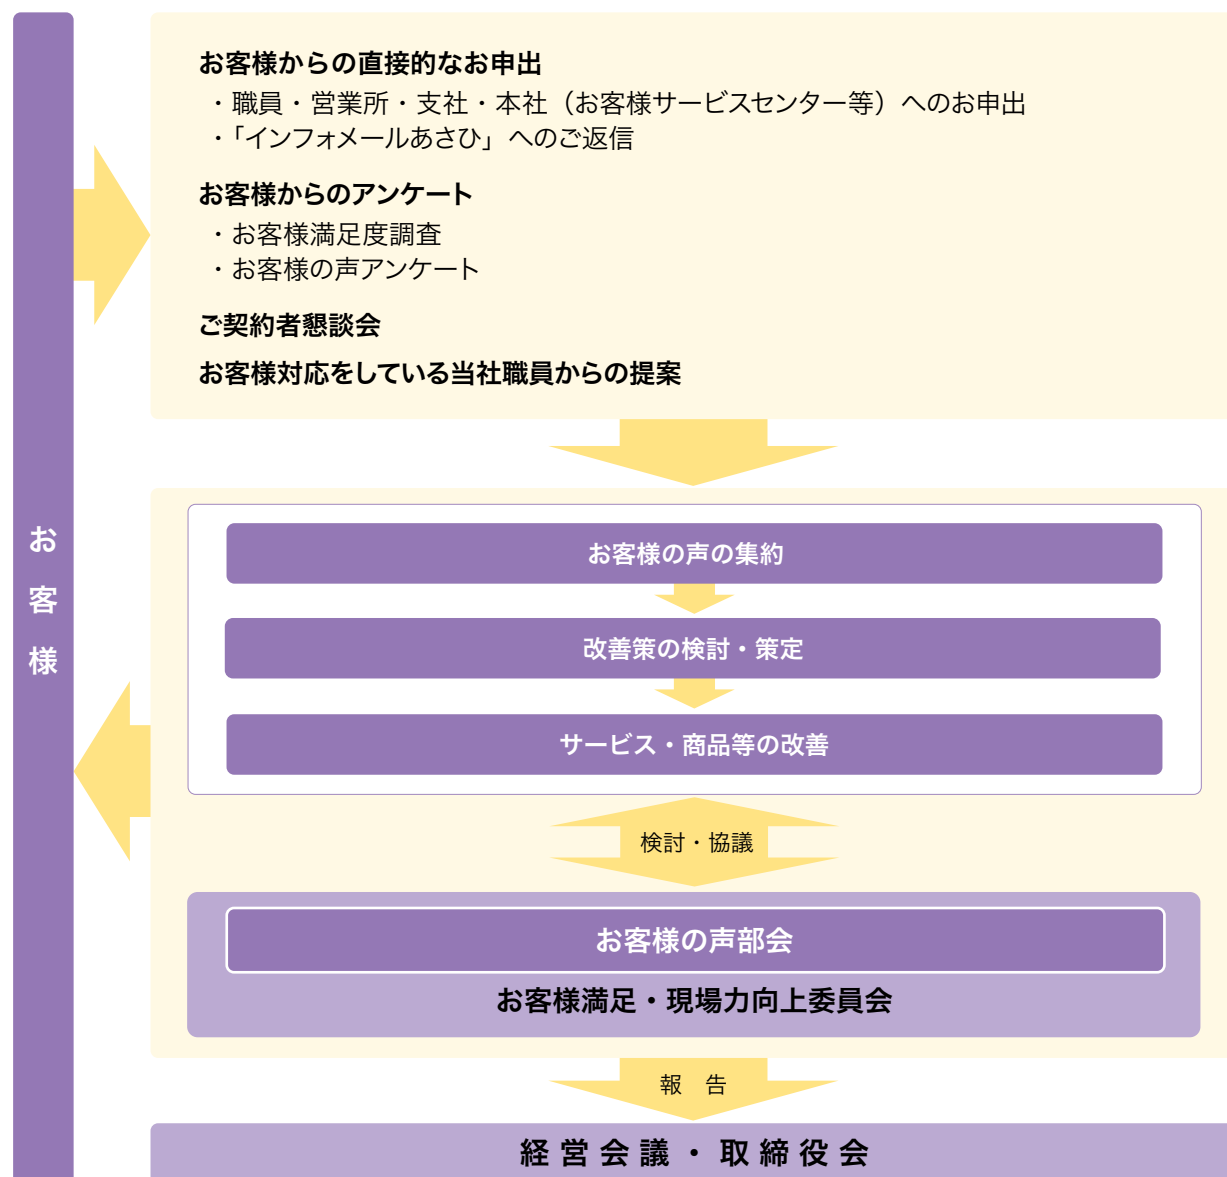 お客様
お客様からの直接的なお申出
・職員・営業所・支社・本社（お客様サービスセンター等）へのお申出
・「インフォメールあさひ」へのご返信
お客様からのアンケート
・お客様満足度調査
・お客様の声アンケート
ご契約者懇談会
お客様対応をしている当社職員からの提案
お客様の声の集約
改善策の検討・策定
サービス・商品等の改善
検討・協議
お客様の声部会
お客様満足・現場力向上委員会
報　告
経営会議・取締役会